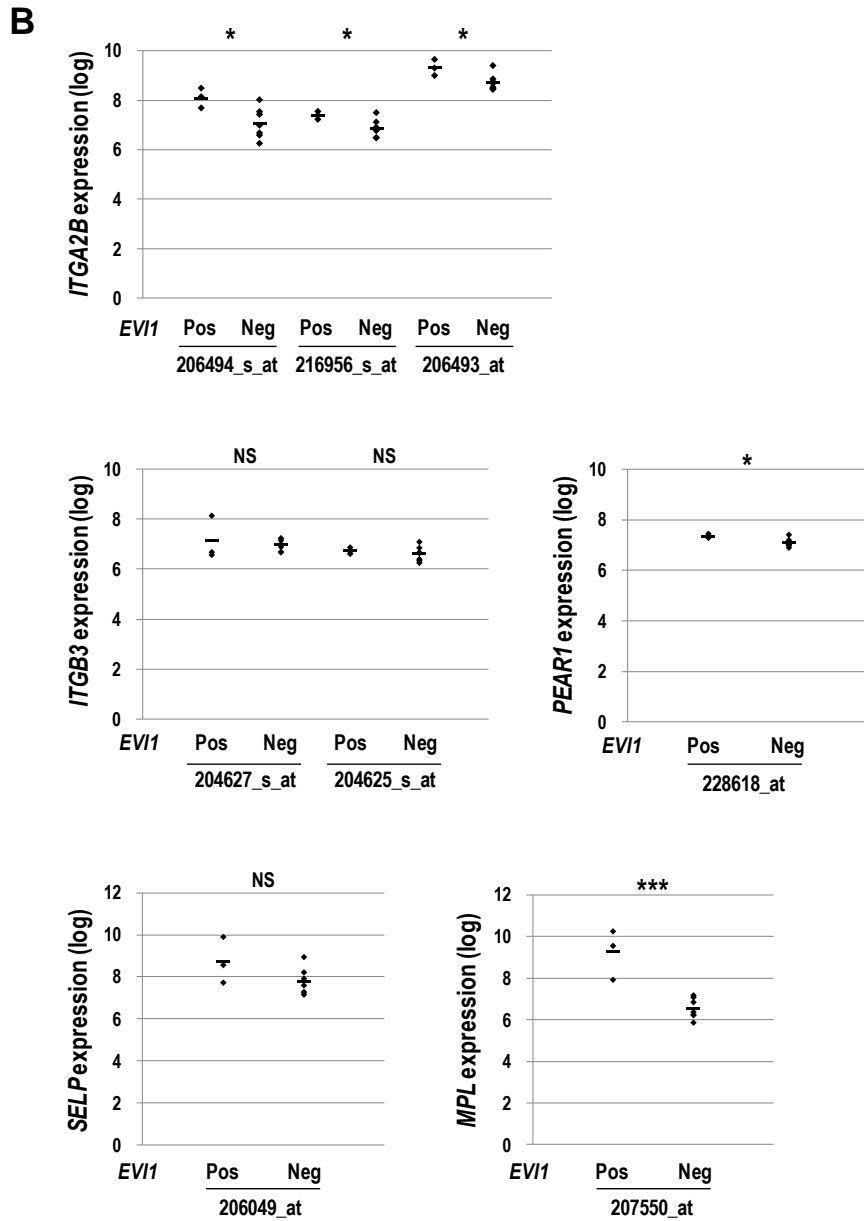 B
* * *
ITGA2B expression (log)
10
8
6
4
2
0
EVI1 Pos Neg Pos Neg Pos Neg
206494_s_at 216956_s_at 206493_at
NS NS
ITGB3 expression (log)
10
8
6
4
2
0
EVI1 Pos Neg Pos Neg
204627_s_at 204625_s_at
*
PEAR1 expression (log)
10
8
6
4
2
0
EVI1 Pos Neg
228618_at
NS
SELP expression (log)
12
10
8
6
4
2
0
EVI1 Pos Neg
206049_at
***
MPL expression (log)
12
10
8
6
4
2
0
EVI1 Pos Neg
207550_at